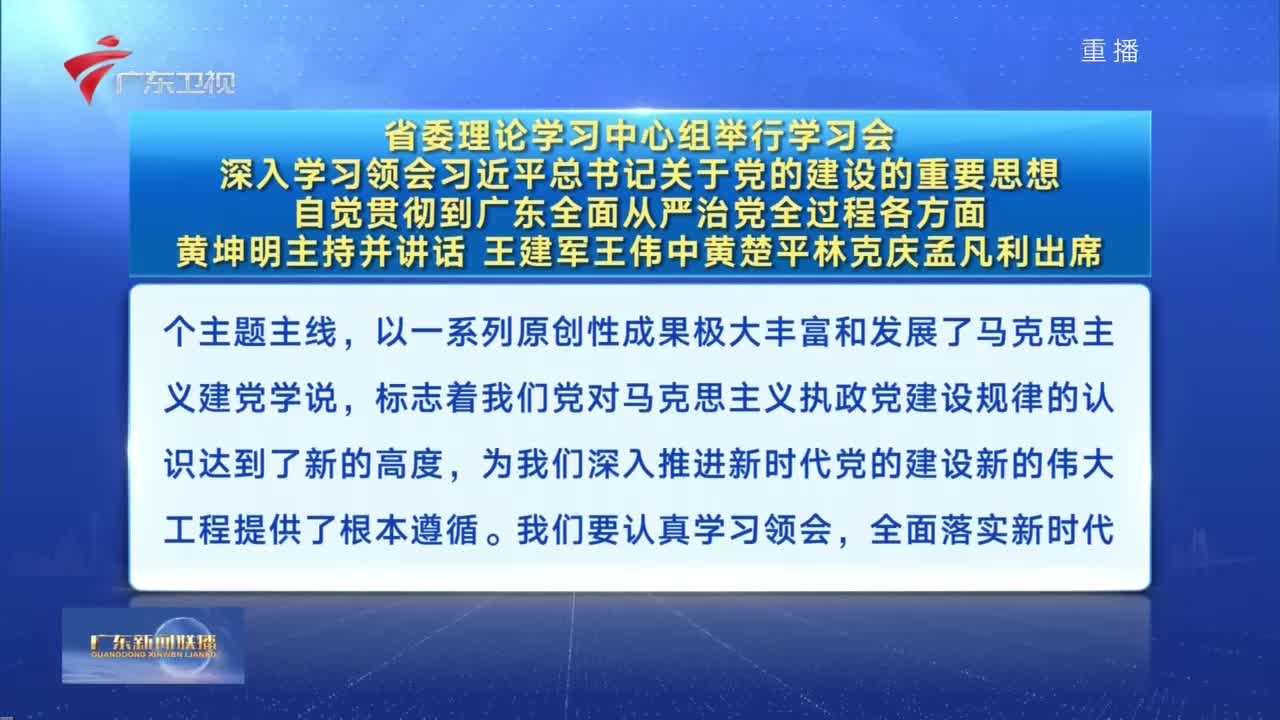 广东卫视
重播
省委理论学习中心组举行学习会
深入学习领会习近平总书记关于党的建设的重要思想
自觉贯彻到广东全面从严治党全过程各方面
黄坤明主持并讲话 王建军王伟中黄楚平林克庆孟凡利出席
个主题主线，以一系列原创性成果极大丰富和发展了马克思主
义建党学说，标志着我们党对马克思主义执政党建设规律的认
识达到了新的高度，为我们深入推进新时代党的建设新的伟大
工程提供了根本遵循。我们要认真学习领会，全面落实新时代
广东新闻联播
GUANGDONG XINWEN LIANBO